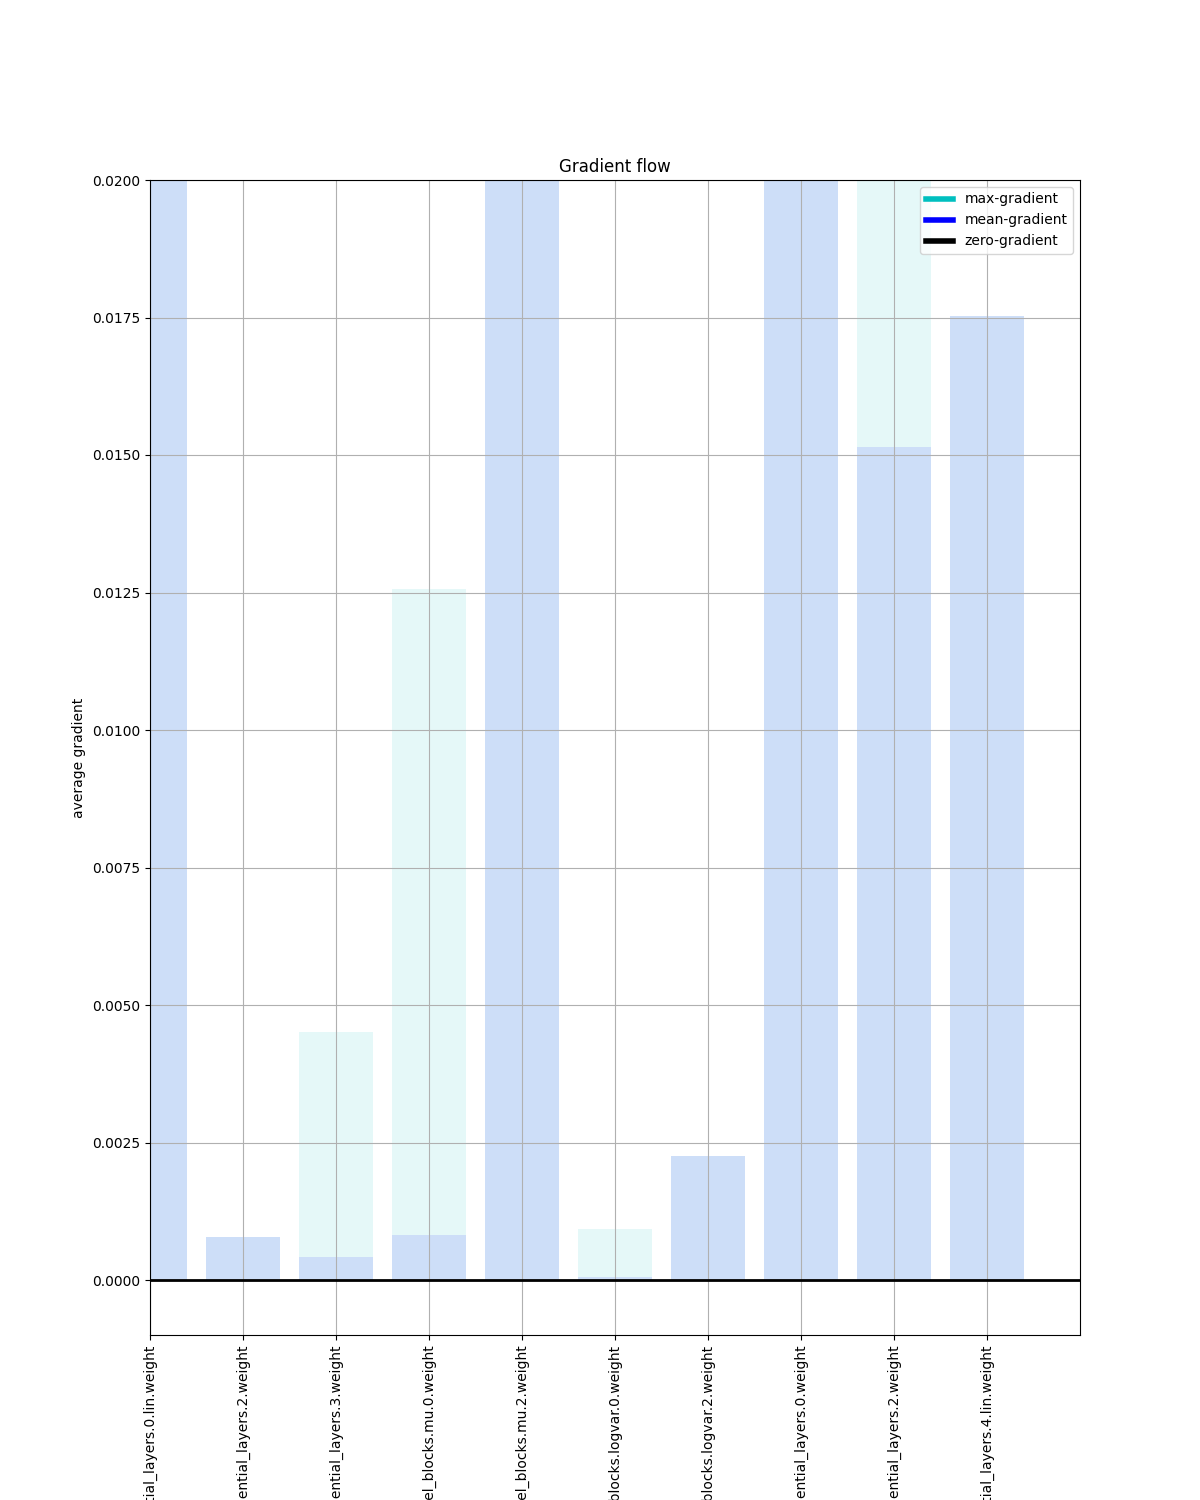 Gradient flow
max-gradient
mean-gradient
zero-gradient
average gradient
0.0200
0.0175
0.0150
0.0125
0.0100
0.0075
0.0050
0.0025
0.0000
tial_layers.0.lin.weight
ential_layers.2.weight
ential_layers.3.weight
el_blocks.mu.0.weight
el_blocks.mu.2.weight
blocks.logvar.0.weight
blocks.logvar.2.weight
ential_layers.0.weight
ential_layers.2.weight
tial_layers.4.lin.weight